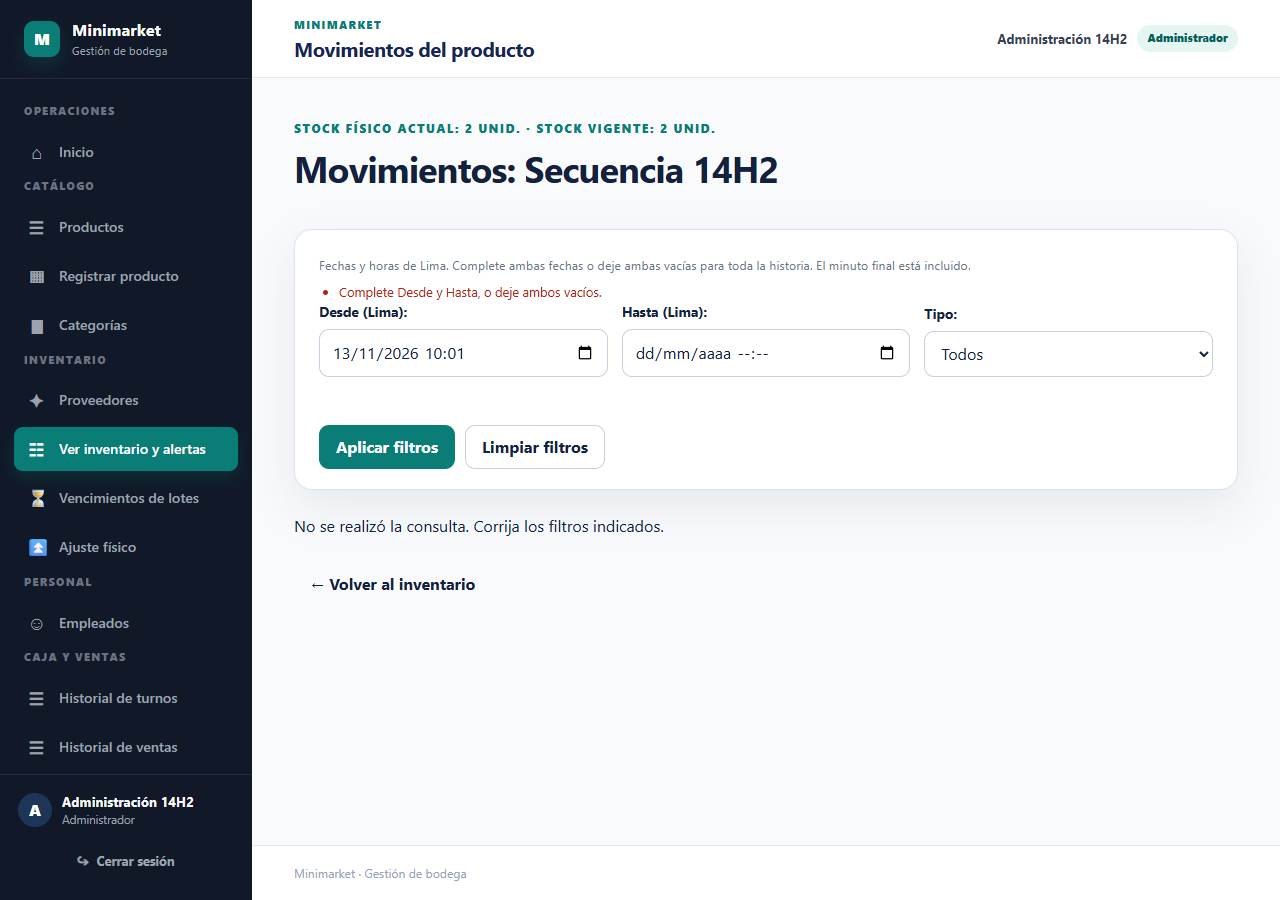 M
Minimarket
Gestión de bodega
OPERACIONES
Inicio
CATÁLOGO
Productos
Registrar producto
Categorías
INVENTARIO
Proveedores
Ver inventario y alertas
Vencimientos de lotes
Ajuste físico
PERSONAL
Empleados
CAJA Y VENTAS
Historial de turnos
Historial de ventas
A
Administración 14H2
Administrador
↪ Cerrar sesión
MINIMARKET
Movimientos del producto
Administración 14H2 Administrador
STOCK FÍSICO ACTUAL: 2 UNID. · STOCK VIGENTE: 2 UNID.
Movimientos: Secuencia 14H2
Fechas y horas de Lima. Complete ambas fechas o deje ambas vacías para toda la historia. El minuto final está incluido.
• Complete Desde y Hasta, o deje ambos vacíos.
Desde (Lima): Hasta (Lima): Tipo:
13/11/2026 10:01 dd/mm/aaaa --:-- Todos
Aplicar filtros Limpiar filtros
No se realizó la consulta. Corrija los filtros indicados.
← Volver al inventario
Minimarket · Gestión de bodega